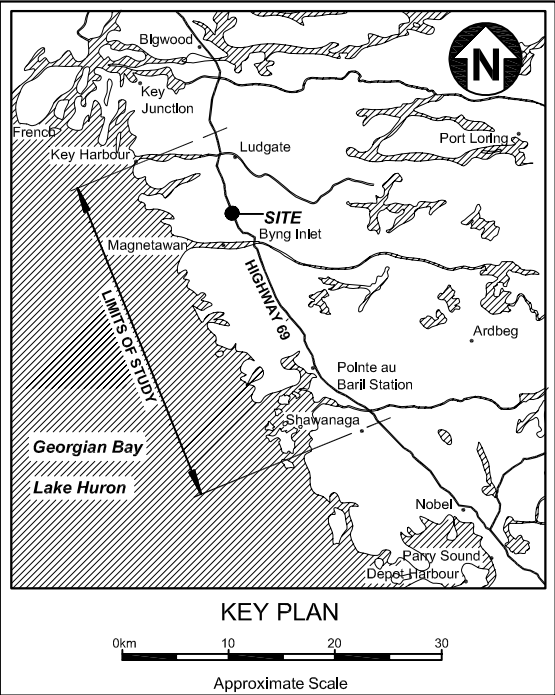 Bigwood
N
Key
Junction
French
Port Loring
Key Harbour
Ludgate
SITE
Byng Inlet
Magnetawan
HIGHWAY 69
LIMITS OF STUDY
Ardbeg
Pointe au
Baril Station
Shawanaga
Georgian Bay
Lake Huron
Nobel
Parry Sound
Depot Harbour
KEY PLAN
0km 10 20 30
Approximate Scale